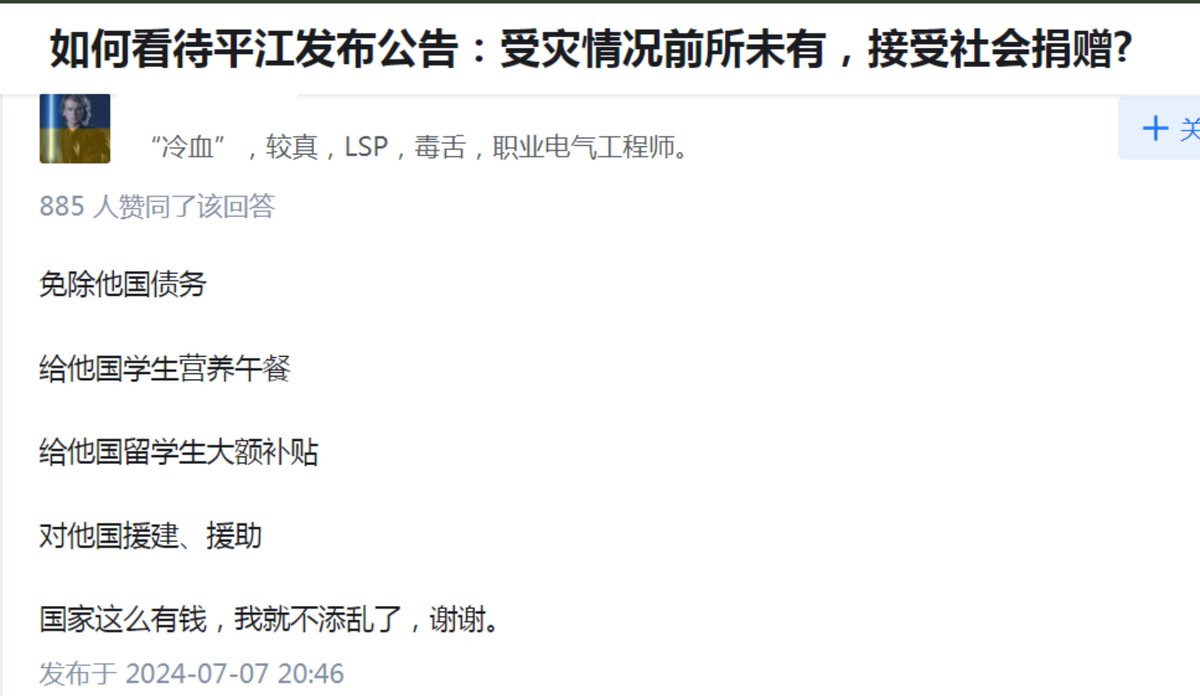 如何看待平江发布公告：受灾情况前所未有，接受社会捐赠?
“冷血”，较真，LSP，毒舌，职业电气工程师。
+ 关
885 人赞同了该回答
免除他国债务
给他国学生营养午餐
给他国留学生大额补贴
对他国援建、援助
国家这么有钱，我就不添乱了，谢谢。
发布于 2024-07-07 20:46